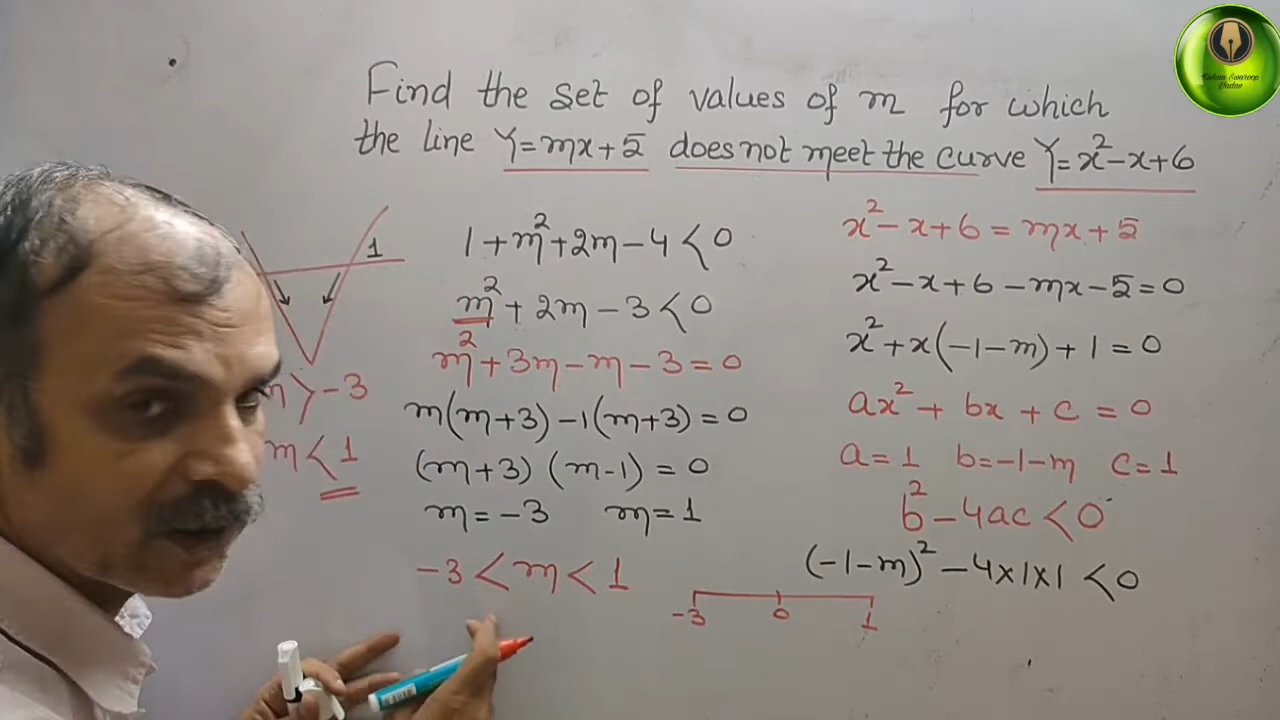 Find the set of values of m for which
the line Y=mx+5 does not meet the curve Y=x²-x+6
x²-x+6=mx+5
x²-x+6-mx-5=0
x²+x(-1-m)+1=0
ax²+bx+c=0
a=1 b=-1-m c=1
b²-4ac<0
(-1-m)²-4×1×1<0
-3 0 1
1+m²+2m-4<0
m²+2m-3<0
m²+3m-m-3=0
m(m+3)-1(m+3)=0
(m+3)(m-1)=0
m=-3 m=1
-3<m<1
1
m>-3
m<1
Kishan Swaroop
Yadav